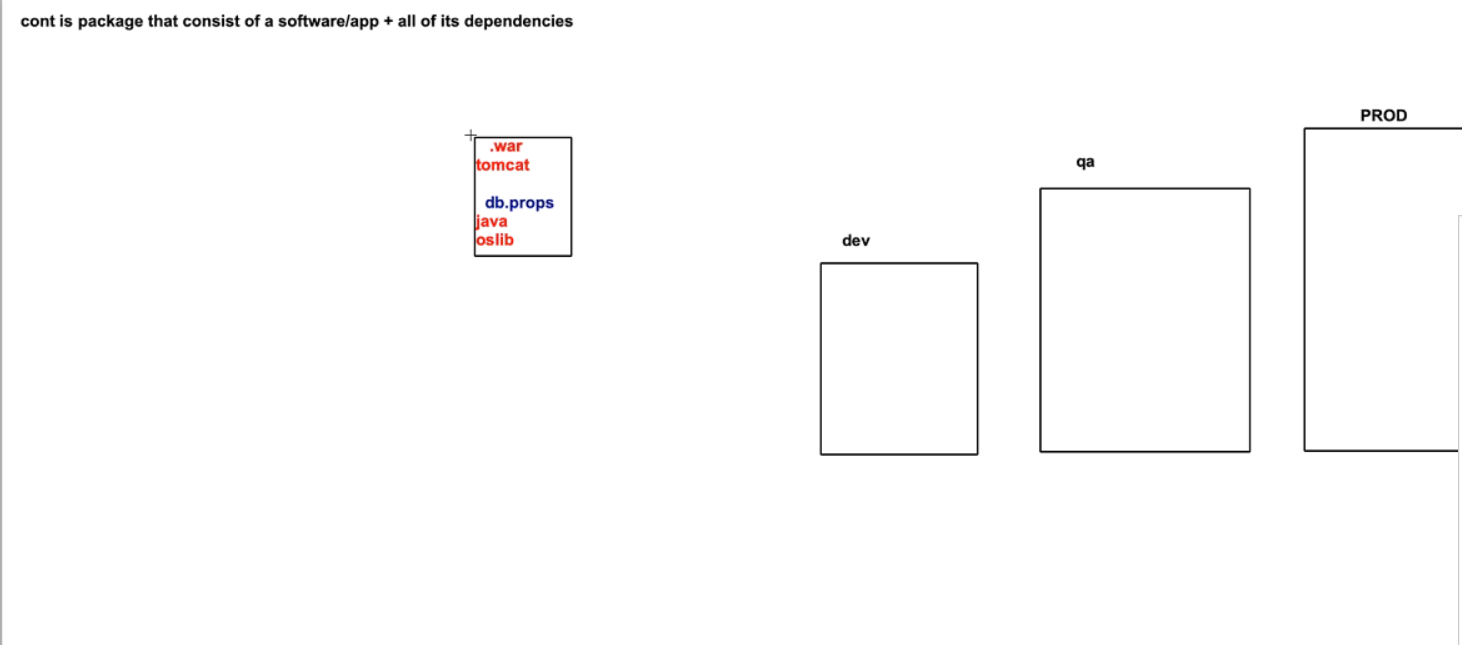 cont is package that consist of a software/app + all of its dependencies
PROD
.war
tomcat
qa
db.props
java
oslib
dev